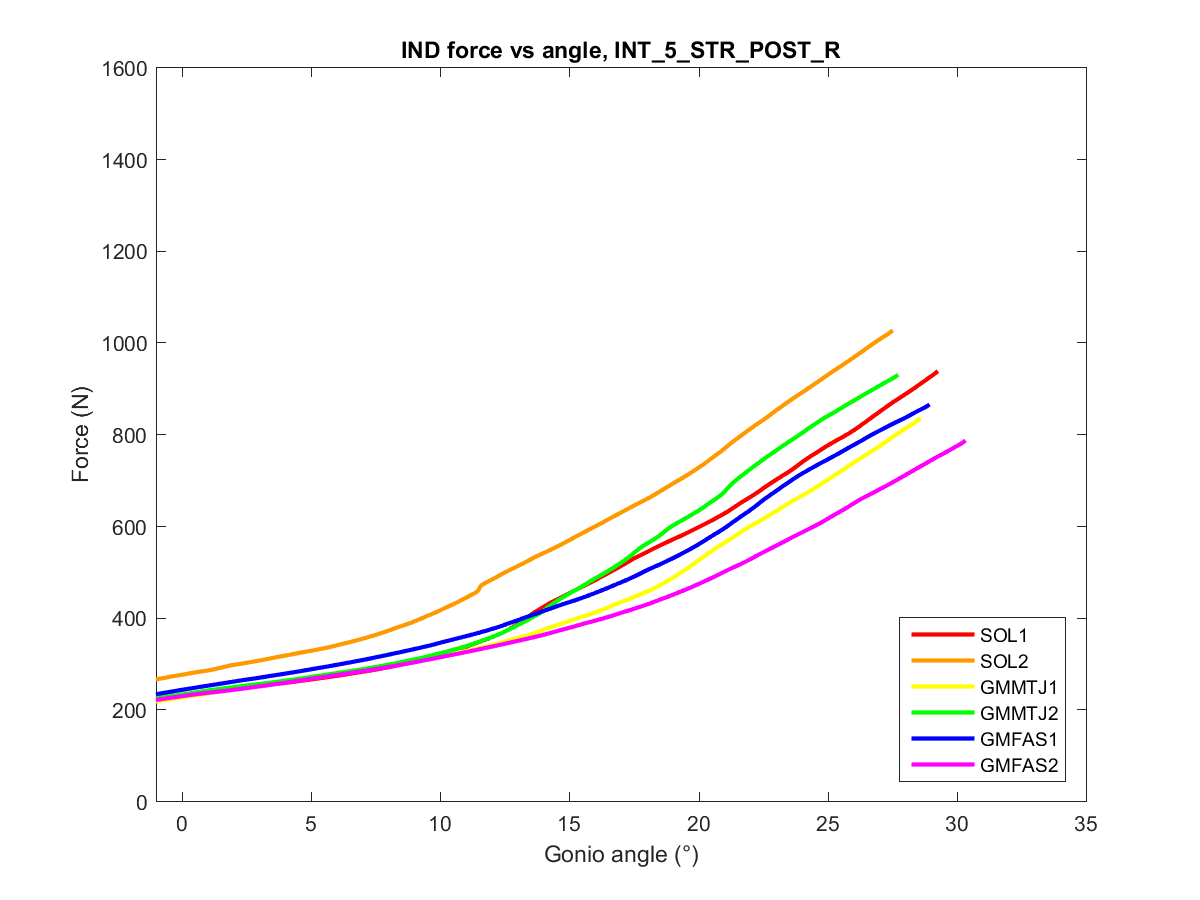 IND force vs angle, INT_5_STR_POST_R
1600
1400
1200
1000
800
600
400
200
0
Force (N)
0 5 10 15 20 25 30 35
Gonio angle (°)
SOL1
SOL2
GMMTJ1
GMMTJ2
GMFAS1
GMFAS2